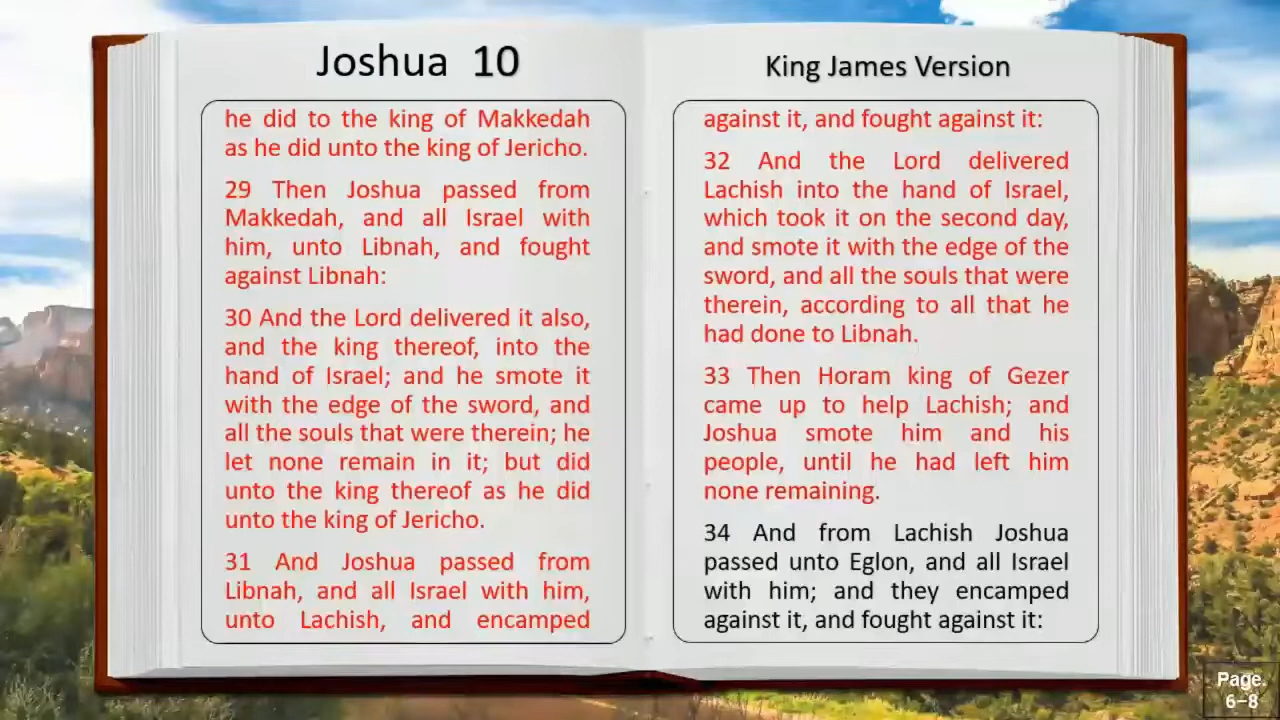 Joshua 10
he did to the king of Makkedah
as he did unto the king of Jericho.
29 Then Joshua passed from
Makkedah, and all Israel with
him, unto Libnah, and fought
against Libnah:
30 And the Lord delivered it also,
and the king thereof, into the
hand of Israel; and he smote it
with the edge of the sword, and
all the souls that were therein; he
let none remain in it; but did
unto the king thereof as he did
unto the king of Jericho.
31 And Joshua passed from
Libnah, and all Israel with him,
unto Lachish, and encamped
King James Version
against it, and fought against it:
32 And the Lord delivered
Lachish into the hand of Israel,
which took it on the second day,
and smote it with the edge of the
sword, and all the souls that were
therein, according to all that he
had done to Libnah.
33 Then Horam king of Gezer
came up to help Lachish; and
Joshua smote him and his
people, until he had left him
none remaining.
34 And from Lachish Joshua
passed unto Eglon, and all Israel
with him; and they encamped
against it, and fought against it:
Page.
6-8